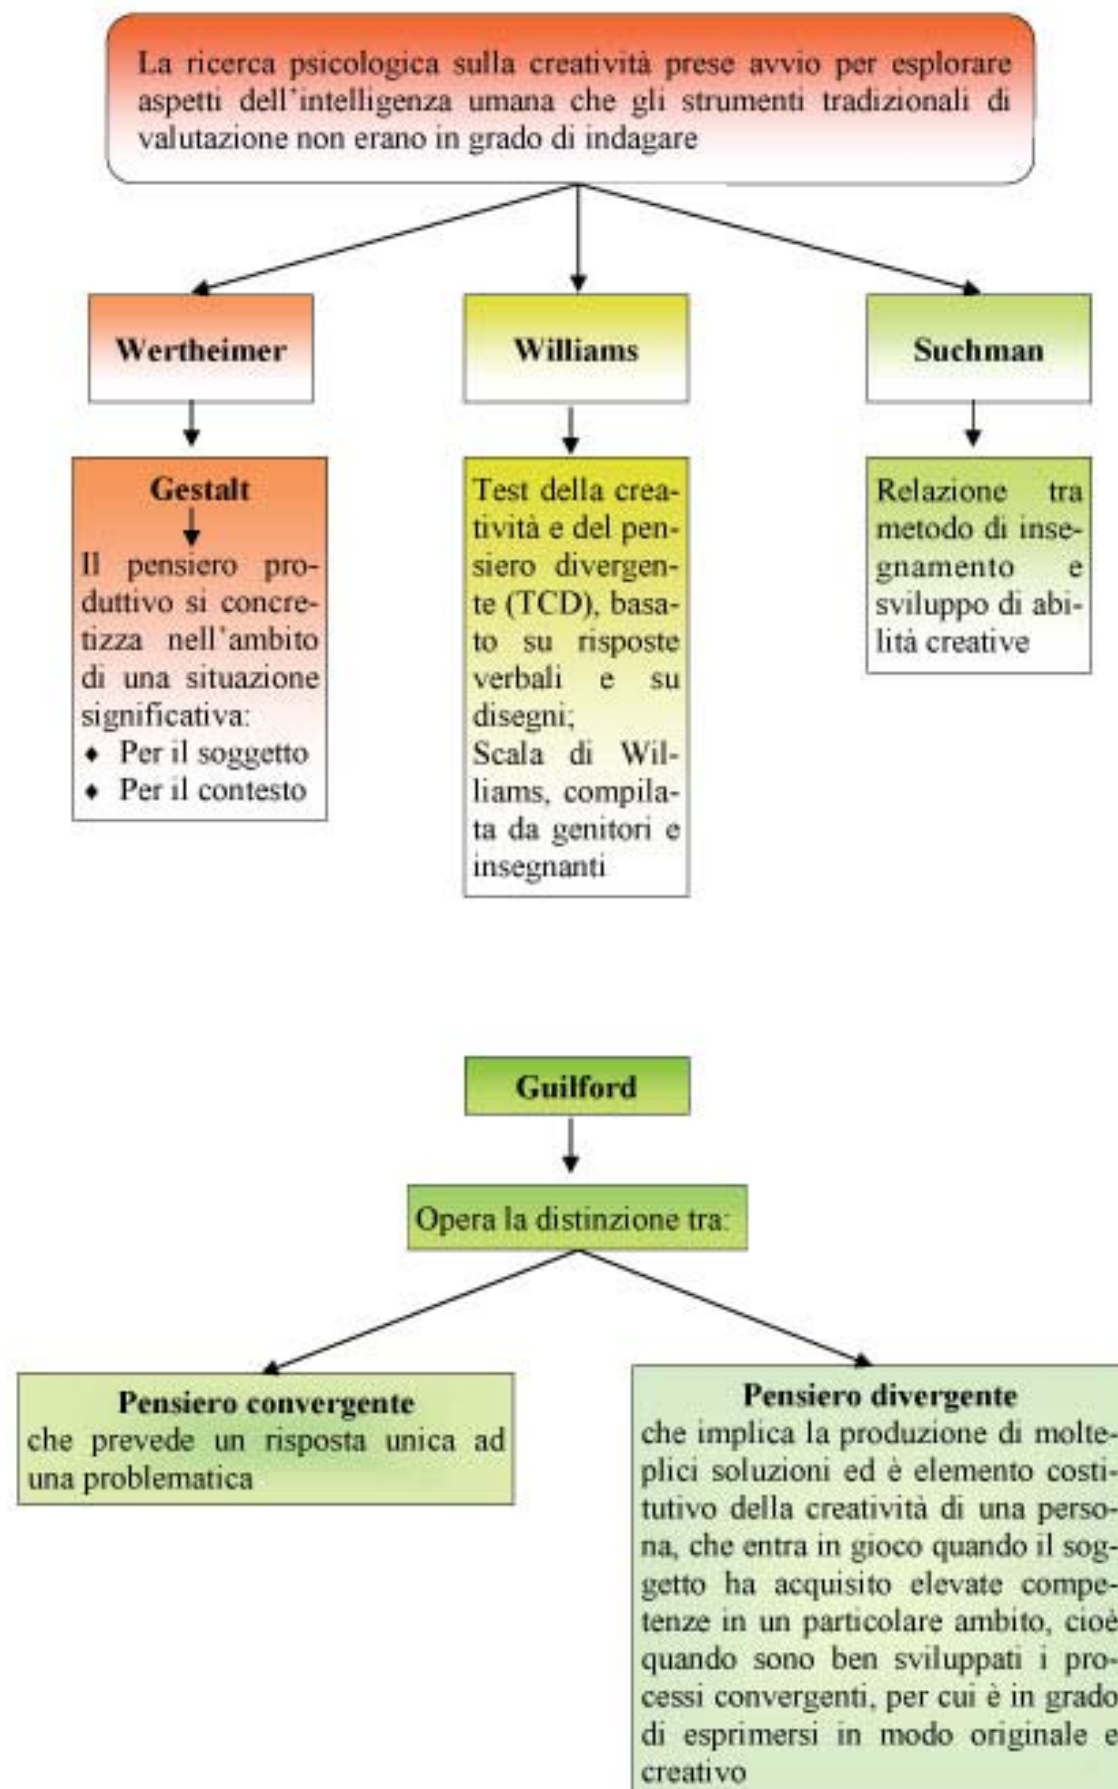 La ricerca psicologica sulla creatività prese avvio per esplorare
aspetti dell'intelligenza umana che gli strumenti tradizionali di
valutazione non erano in grado di indagare
Wertheimer
Williams
Suchman
Gestalt
Il pensiero pro-
duttivo si concre-
tizza nell'ambito
di una situazione
significativa:
♦ Per il soggetto
♦ Per il contesto
Test della crea-
tività e del pen-
siero divergen-
te (TCD), basa-
to su risposte
verbali e su
disegni;
Scala di Wil-
liams, compila-
ta da genitori e
insegnanti
Relazione tra
metodo di inse-
gnamento e
sviluppo di abi-
lità creative
Guilford
Opera la distinzione tra:
Pensiero convergente
che prevede un risposta unica ad
una problematica
Pensiero divergente
che implica la produzione di molte-
plici soluzioni ed è elemento costi-
tutivo della creatività di una perso-
na, che entra in gioco quando il sog-
getto ha acquisito elevate compe-
tenze in un particolare ambito, cioè
quando sono ben sviluppati i pro-
cessi convergenti, per cui è in grado
di esprimersi in modo originale e
creativo